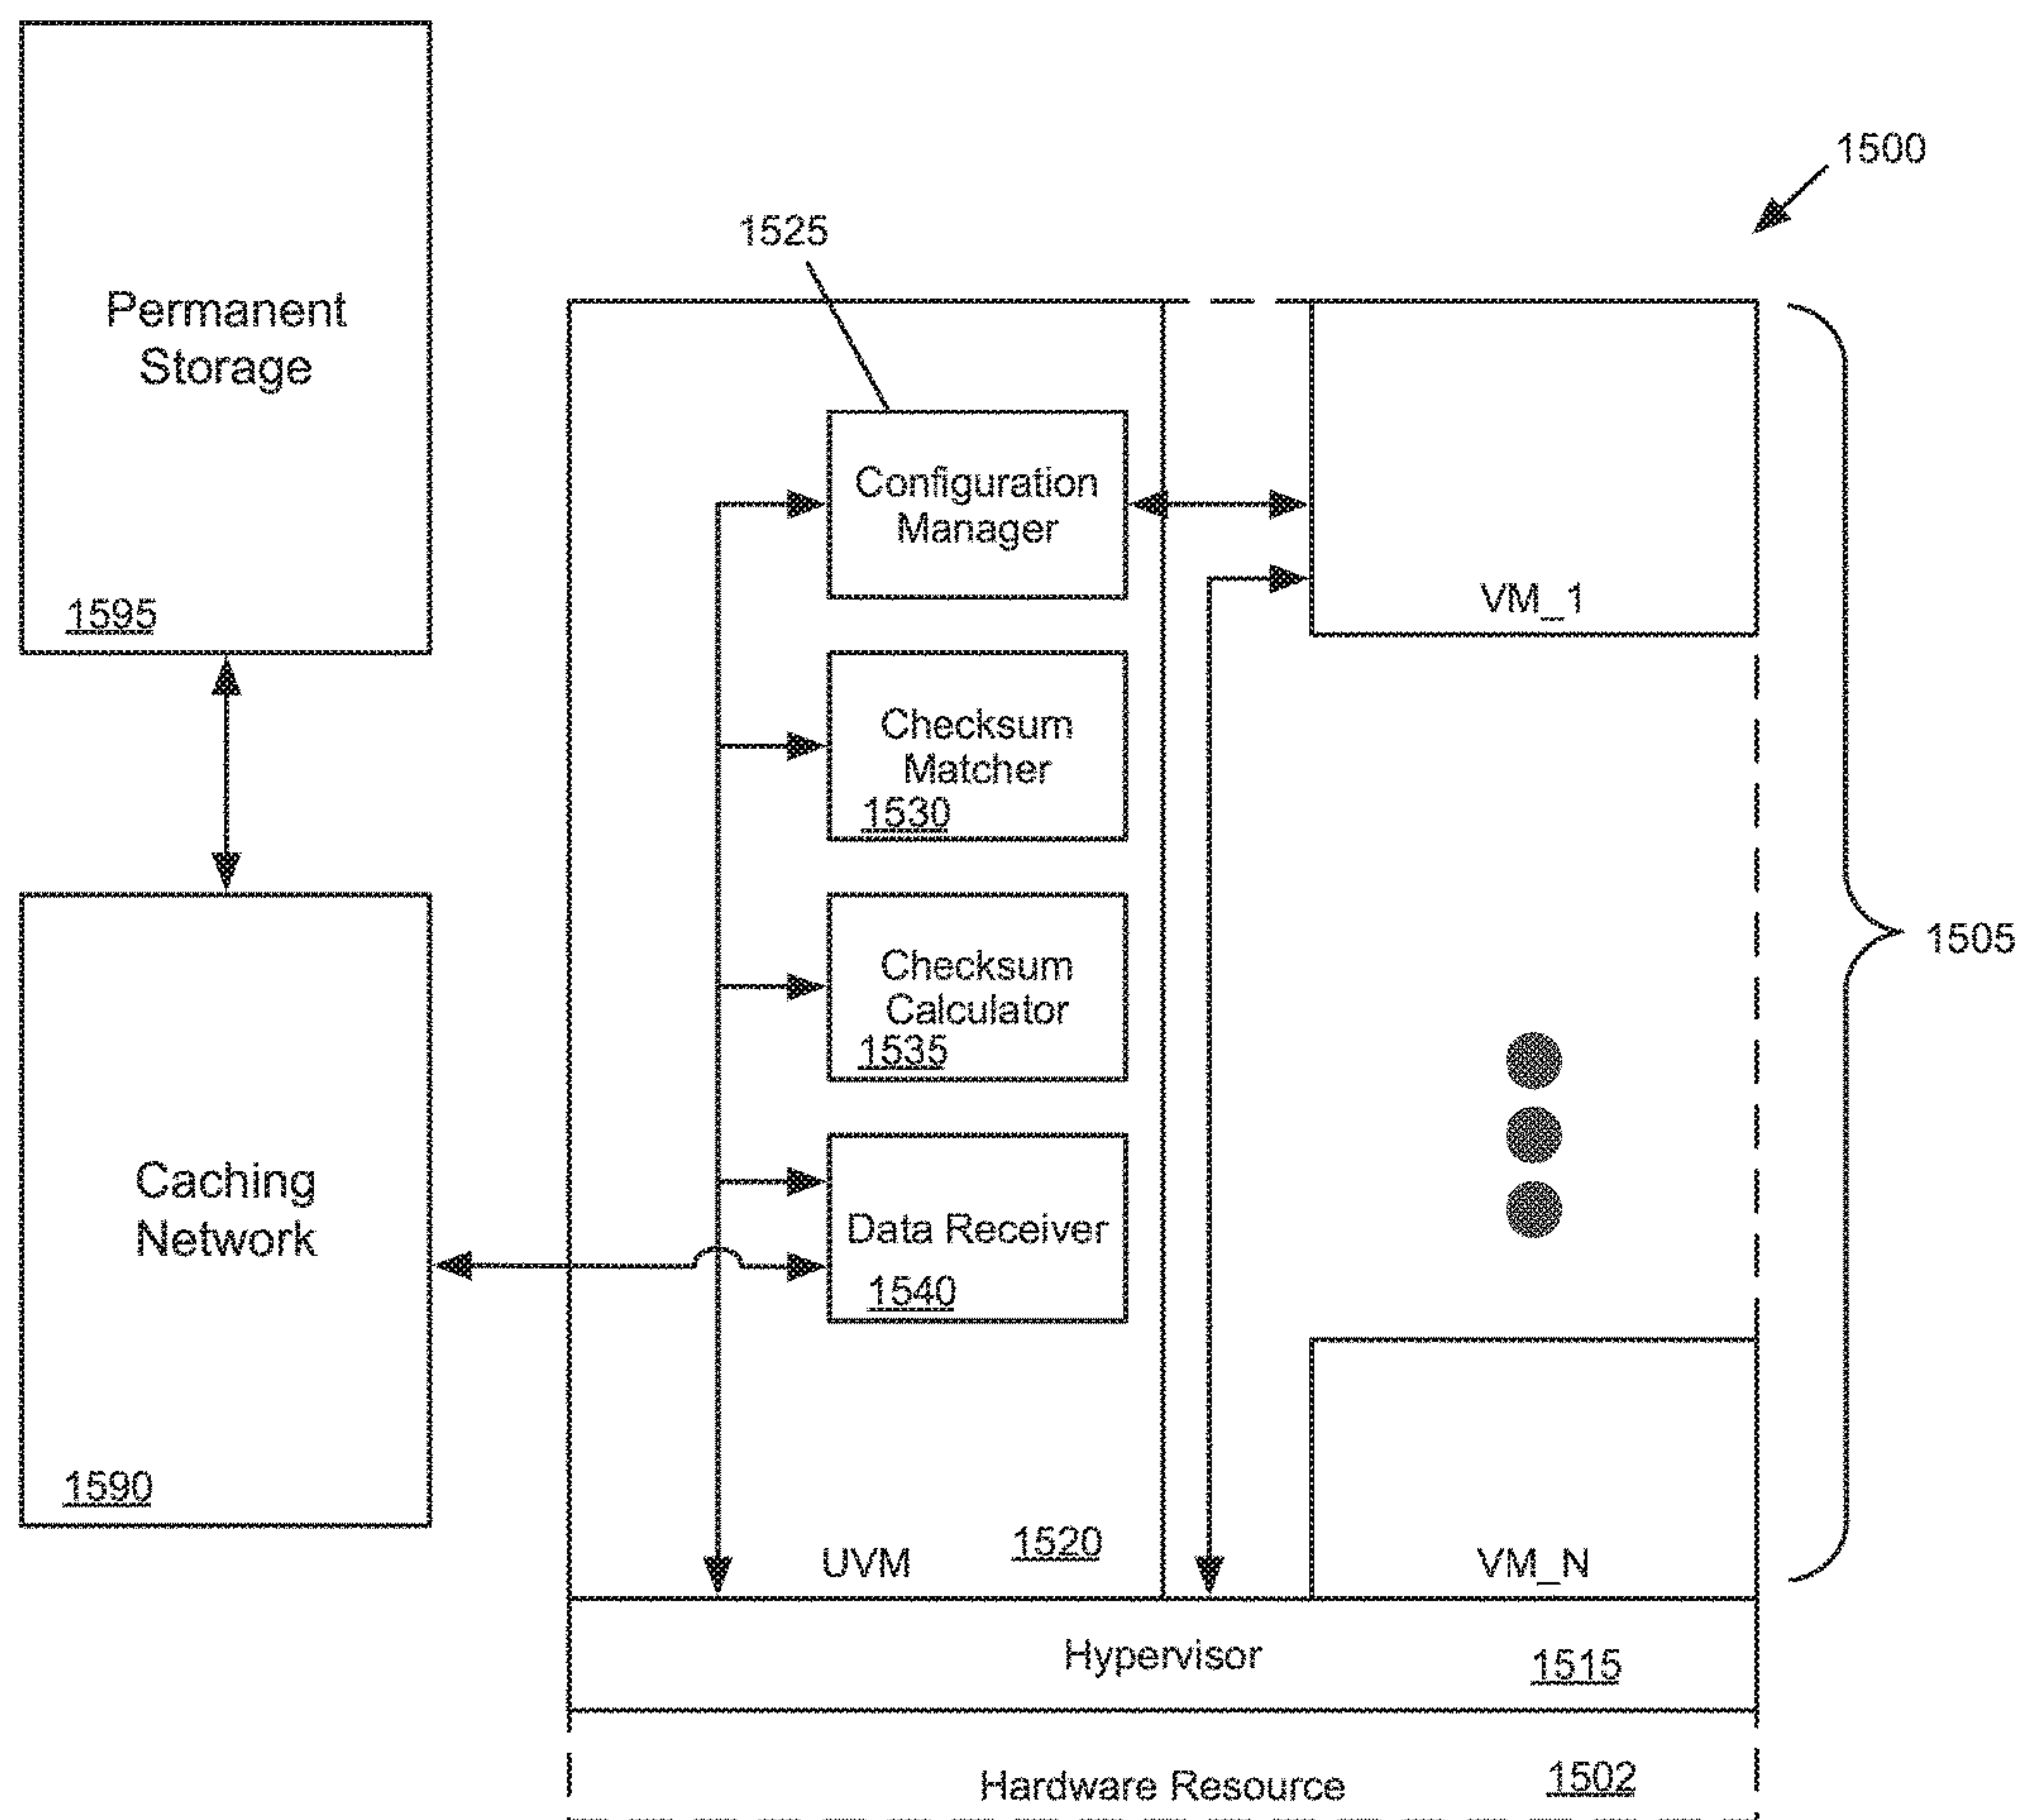 1500
1525
Permanent
Storage
1595
Configuration
Manager
VM_1
Checksum
Matcher
1530
Checksum
Calculator
1535
1505
Caching
Network
1590
Data Receiver
1540
UVM
1520
VM_N
Hypervisor
1515
Hardware Resource
1502